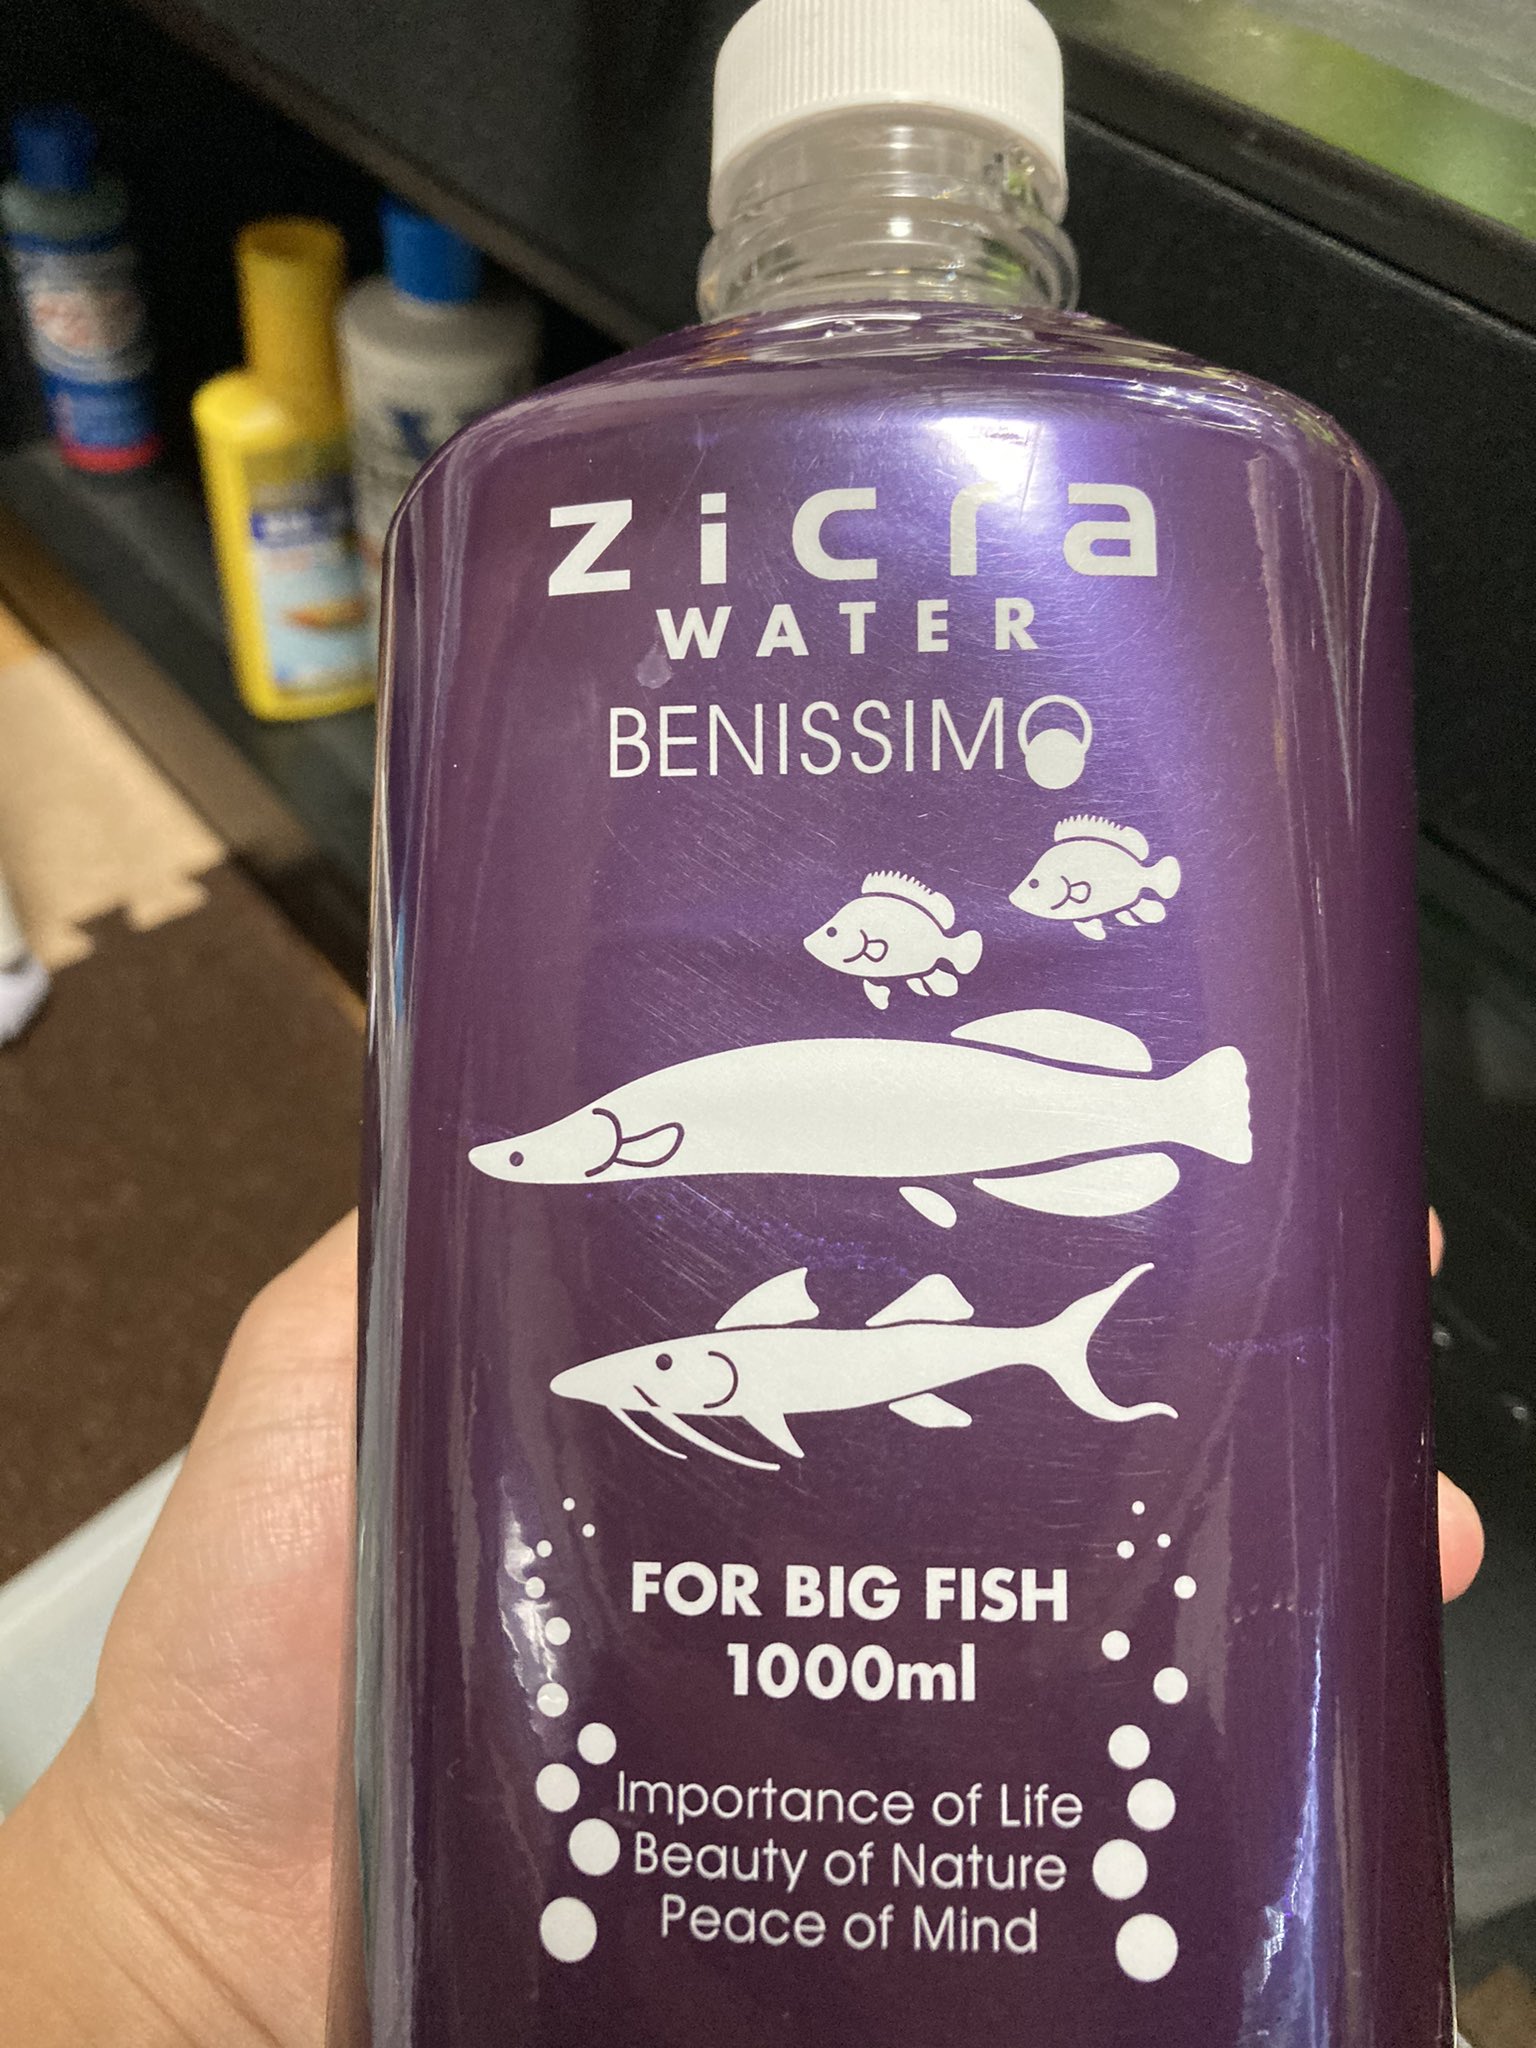 zicra
WATER
BENISSIMO
FOR BIG FISH
1000ml
Importance of Life
Beauty of Nature
Peace of Mind